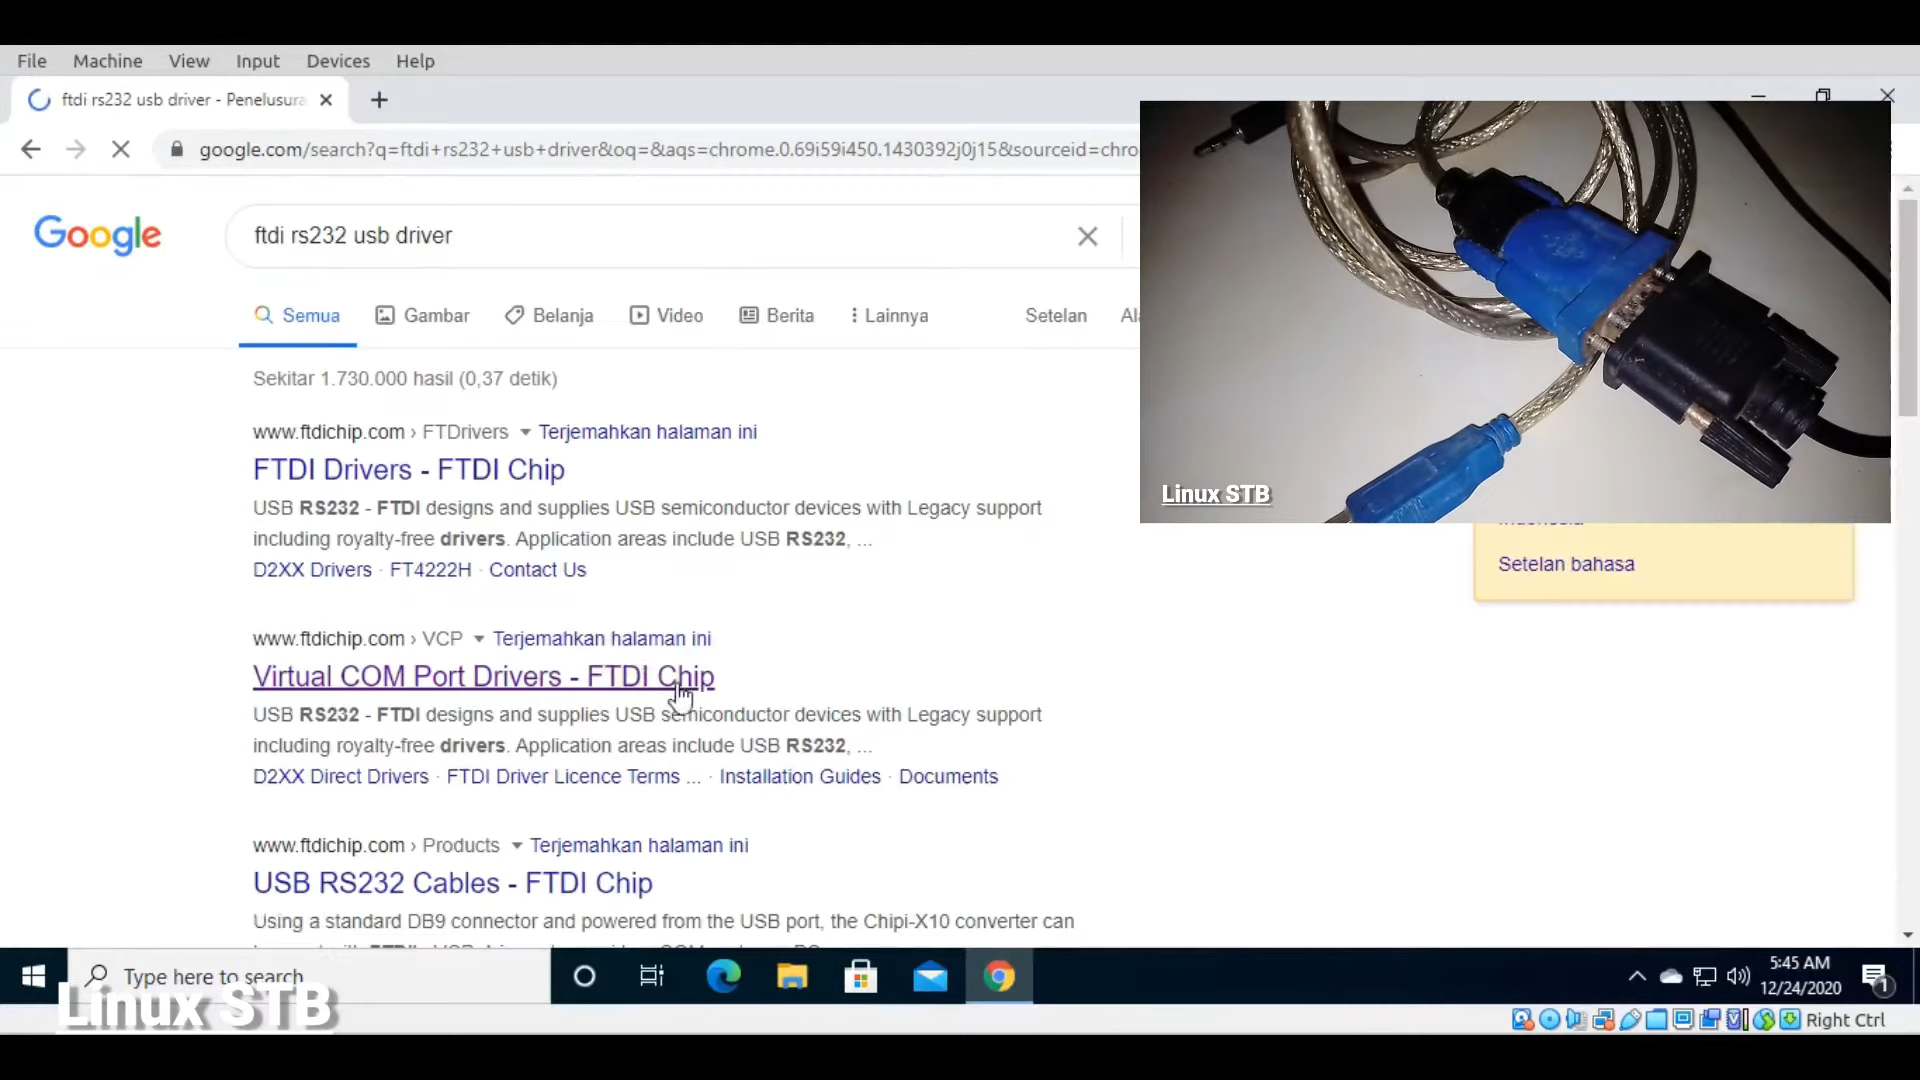 File Machine View Input Devices Help
ftdi rs232 usb driver - Penelusura
google.com/search?q=ftdi+rs232+usb+driver&oq=&aqs=chrome.0.69i59i450.1430392j0j15&sourceid=chro
Google
ftdi rs232 usb driver
Semua Gambar Belanja Video Berita Lainnya Setelan Ala
Sekitar 1.730.000 hasil (0,37 detik)
www.ftdichip.com › FTDrivers Terjemahkan halaman ini
FTDI Drivers - FTDI Chip
USB RS232 - FTDI designs and supplies USB semiconductor devices with Legacy support
including royalty-free drivers. Application areas include USB RS232, ...
D2XX Drivers · FT4222H · Contact Us
www.ftdichip.com › VCP Terjemahkan halaman ini
Virtual COM Port Drivers - FTDI Chip
USB RS232 - FTDI designs and supplies USB semiconductor devices with Legacy support
including royalty-free drivers. Application areas include USB RS232, ...
D2XX Direct Drivers · FTDI Driver Licence Terms ... · Installation Guides · Documents
www.ftdichip.com › Products Terjemahkan halaman ini
USB RS232 Cables - FTDI Chip
Using a standard DB9 connector and powered from the USB port, the Chipi-X10 converter can
Linux STB
Setelan bahasa
Type here to search
Linux STB
5:45 AM
12/24/2020
1
Right Ctrl